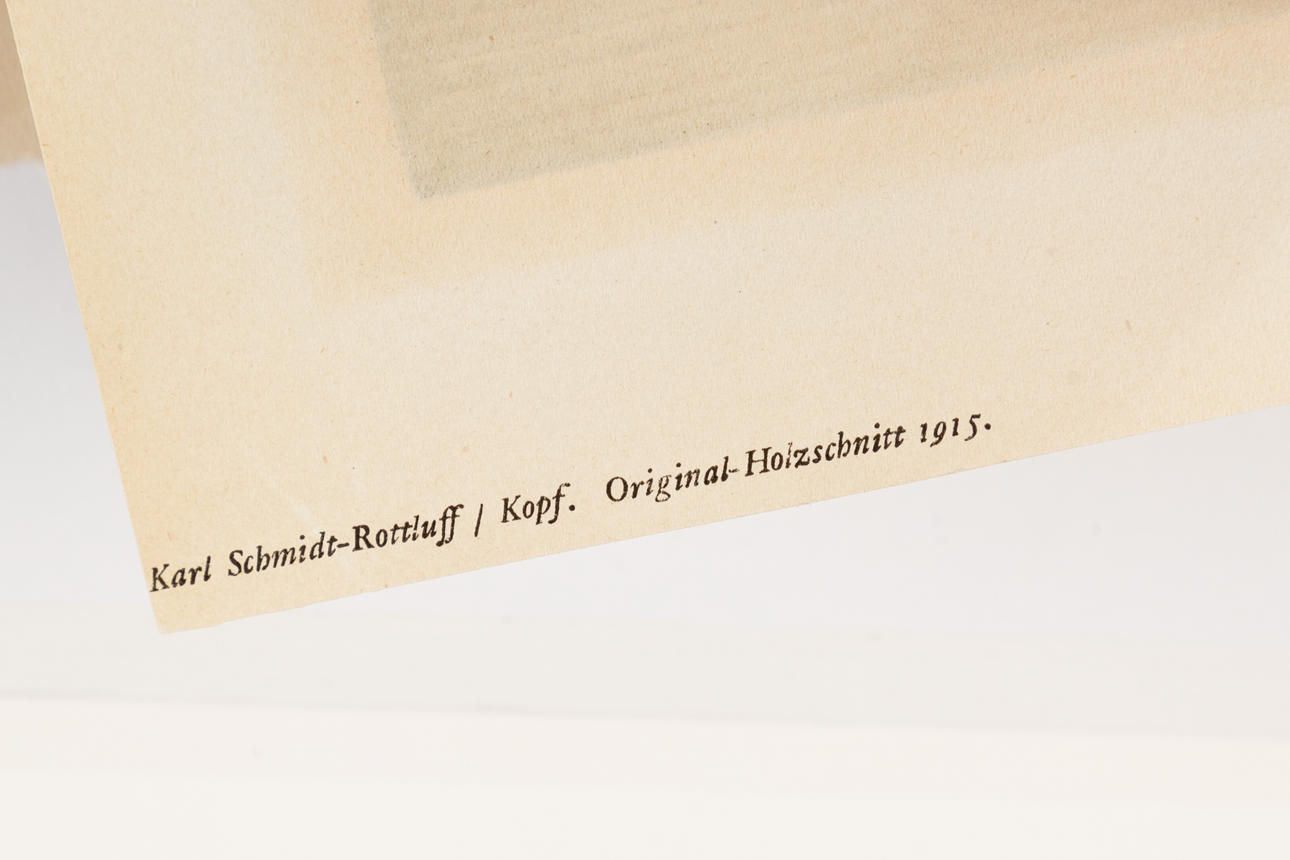 Karl Schmidt-Rottluff / Kopf. Original-Holzschnitt 1915.